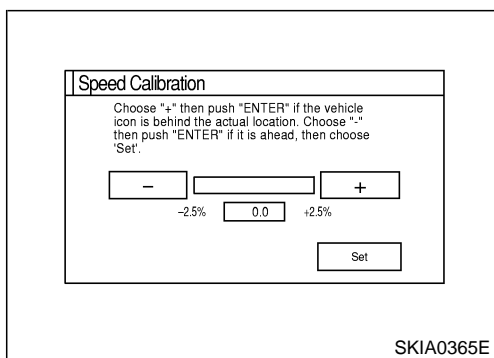 Speed Calibration
Choose "+" then push "ENTER" if the vehicle
icon is behind the actual location. Choose "-"
then push "ENTER" if it is ahead, then choose
'Set'.
− +
−2.5% 0.0 +2.5%
Set
SKIA0365E